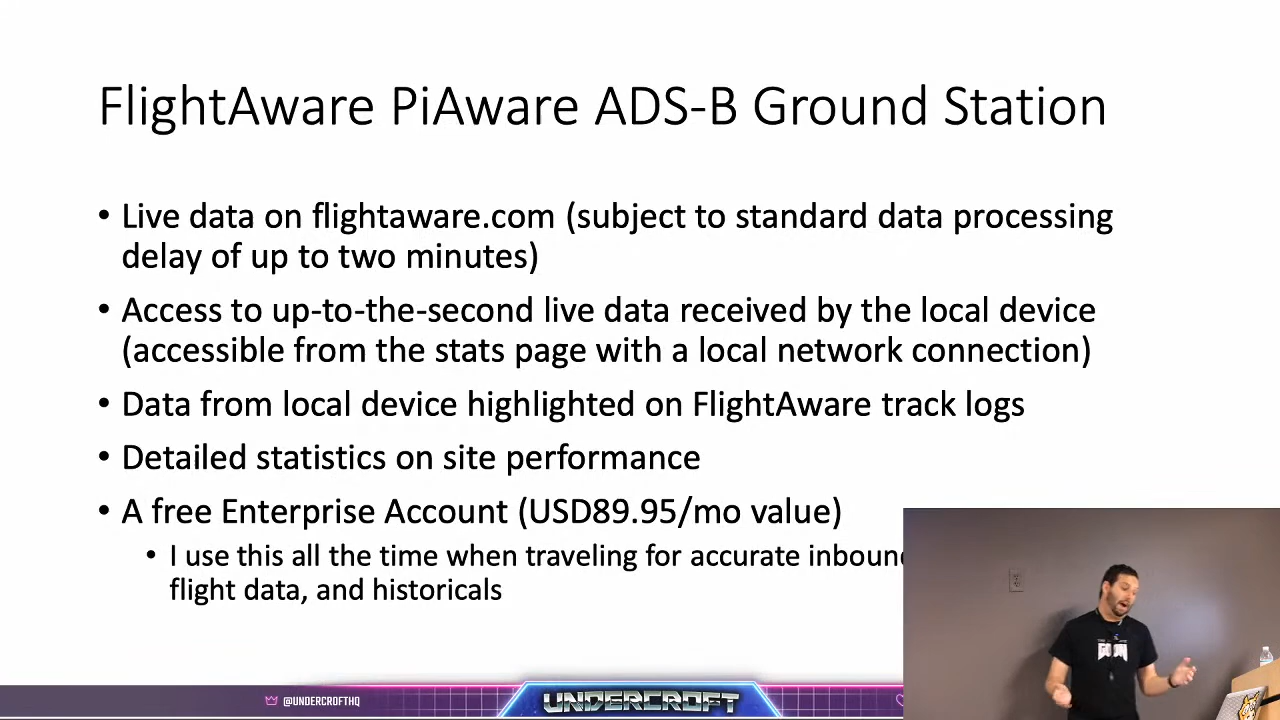 FlightAware PiAware ADS-B Ground Station
• Live data on flightaware.com (subject to standard data processing
delay of up to two minutes)
• Access to up-to-the-second live data received by the local device
(accessible from the stats page with a local network connection)
• Data from local device highlighted on FlightAware track logs
• Detailed statistics on site performance
• A free Enterprise Account (USD89.95/mo value)
• I use this all the time when traveling for accurate inboun
flight data, and historicals
@UNDERCROFTHQ
UNDERCROFT